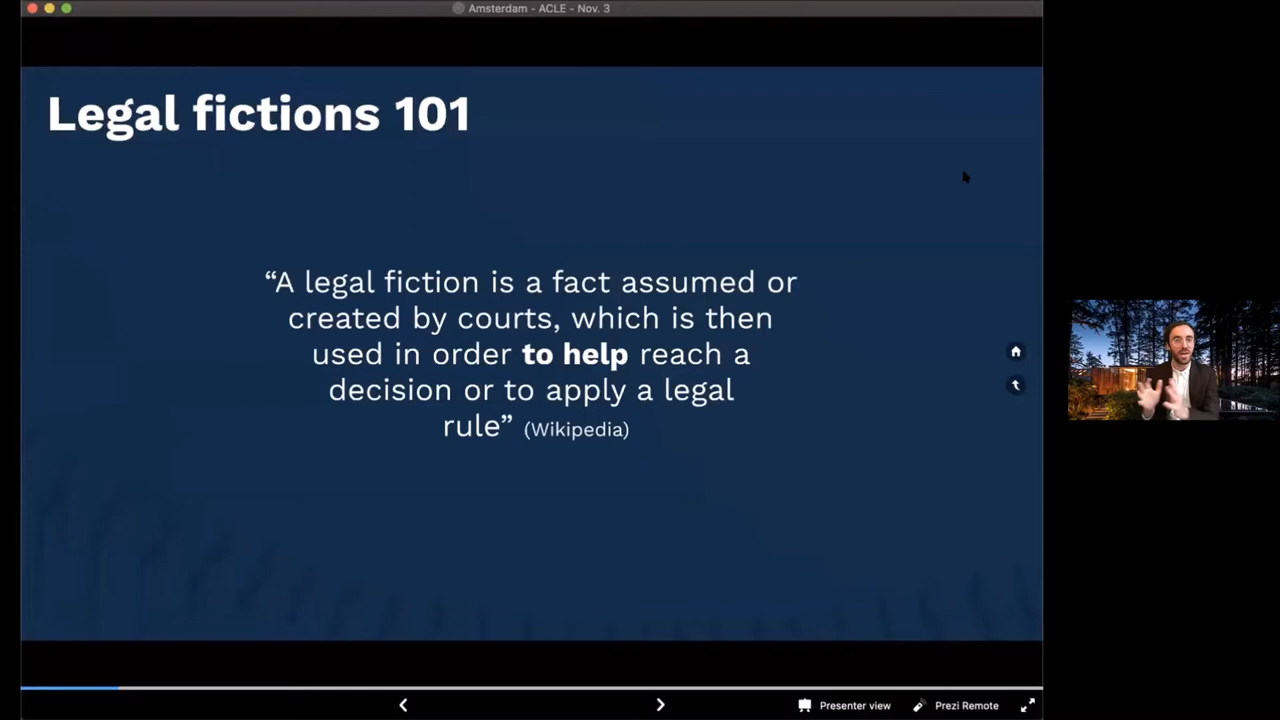 Amsterdam - ACLE - Nov. 3
Legal fictions 101
“A legal fiction is a fact assumed or
created by courts, which is then
used in order to help reach a
decision or to apply a legal
rule” (Wikipedia)
Presenter view
Prezi Remote